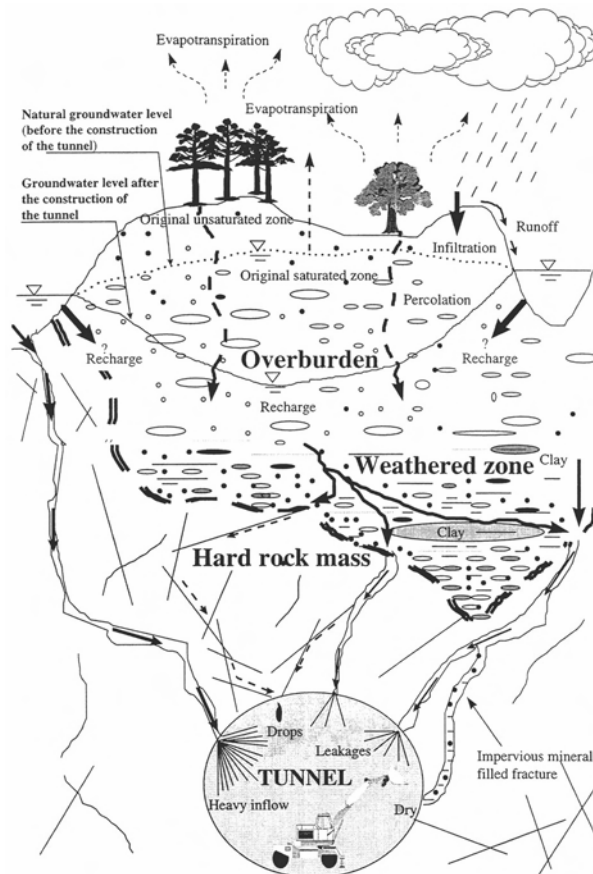 Evapotranspiration
Natural groundwater level
(before the construction
of the tunnel)
Evapotranspiration
Groundwater level after
the construction of
the tunnel
Original unsaturated zone
Runoff
Infiltration
Original saturated zone
Percolation
?
Recharge
Overburden
?
Recharge
Recharge
Weathered zone
Clay
Clay
Hard rock mass
Drops
Leakages
Impervious mineral
filled fracture
TUNNEL
Heavy inflow
Dry